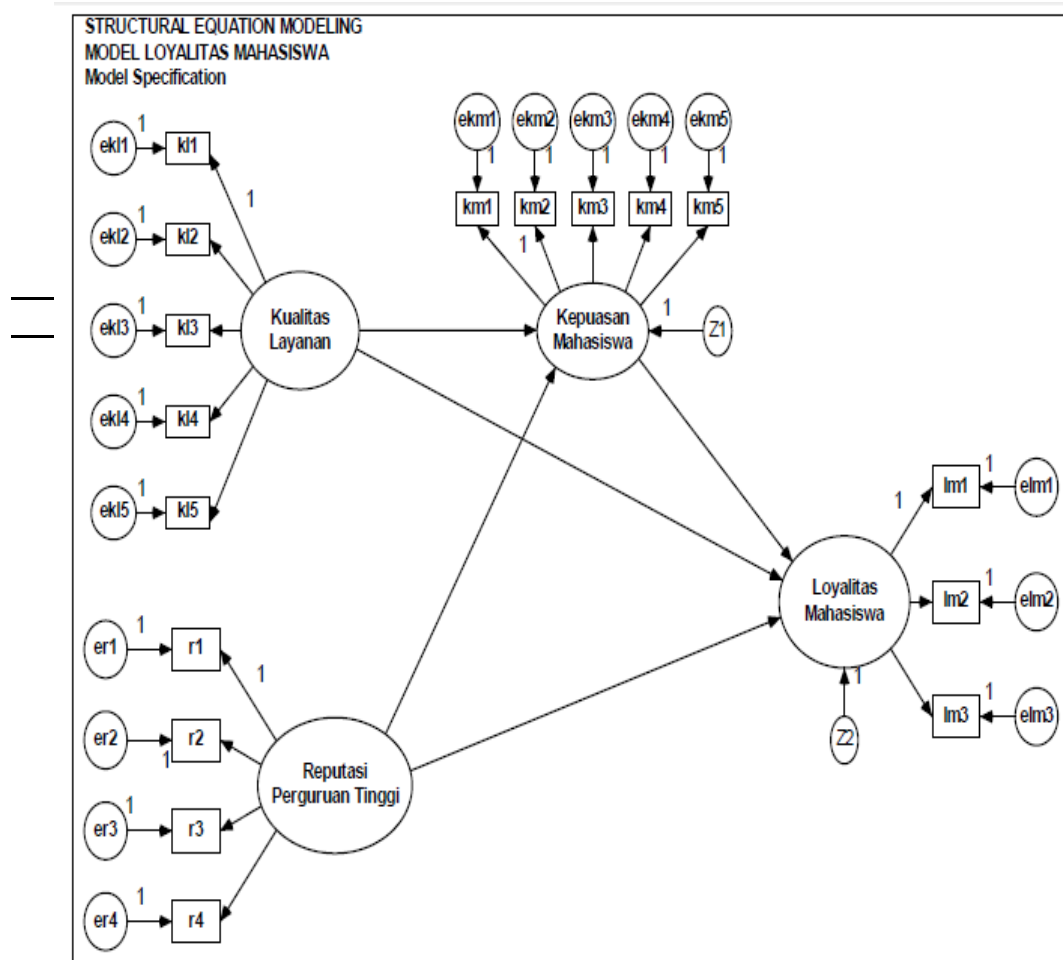 STRUCTURAL EQUATION MODELING
MODEL LOYALITAS MAHASISWA
Model Specification
ekm1 ekm2 ekm3 ekm4 ekm5
1 1 1 1 1
km1 km2 km3 km4 km5
1
ekl1 1 kl1
1
ekl2 1 kl2
ekl3 1 kl3
ekl4 1 kl4
ekl5 1 kl5
Kualitas
Layanan
Kepuasan
Mahasiswa
1 Z1
1 lm1 1 elm1
lm2 1 elm2
lm3 1 elm3
Loyalitas
Mahasiswa
1
Z2
er1 1 r1
1
er2 r2
1
er3 1 r3
er4 1 r4
Reputasi
Perguruan Tinggi